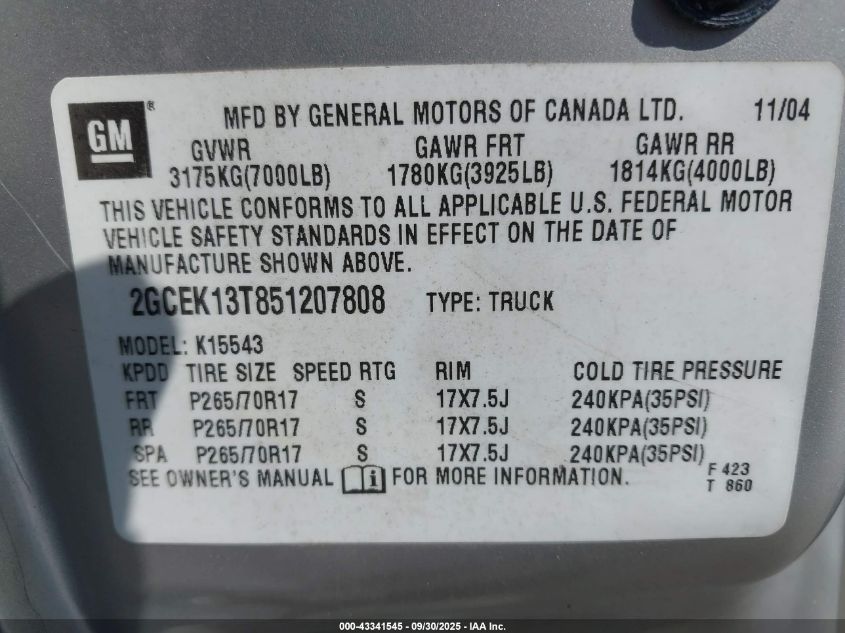 GM ® MFD BY GENERAL MOTORS OF CANADA LTD. 11/04
GVWR GAWR FRT GAWR RR
3175KG(7000LB) 1780KG(3925LB) 1814KG(4000LB)
THIS VEHICLE CONFORMS TO ALL APPLICABLE U.S. FEDERAL MOTOR
VEHICLE SAFETY STANDARDS IN EFFECT ON THE DATE OF
MANUFACTURE SHOWN ABOVE.
2GCEK13T851207808 TYPE: TRUCK
MODEL: K15543
KPDD TIRE SIZE SPEED RTG RIM COLD TIRE PRESSURE
FRT P265/70R17 S 17X7.5J 240KPA(35PSI)
RR P265/70R17 S 17X7.5J 240KPA(35PSI)
SPA P265/70R17 S 17X7.5J 240KPA(35PSI)
SEE OWNER'S MANUAL i FOR MORE INFORMATION. F 423
T 860
000-43341545 - 09/30/2025 - IAA Inc.